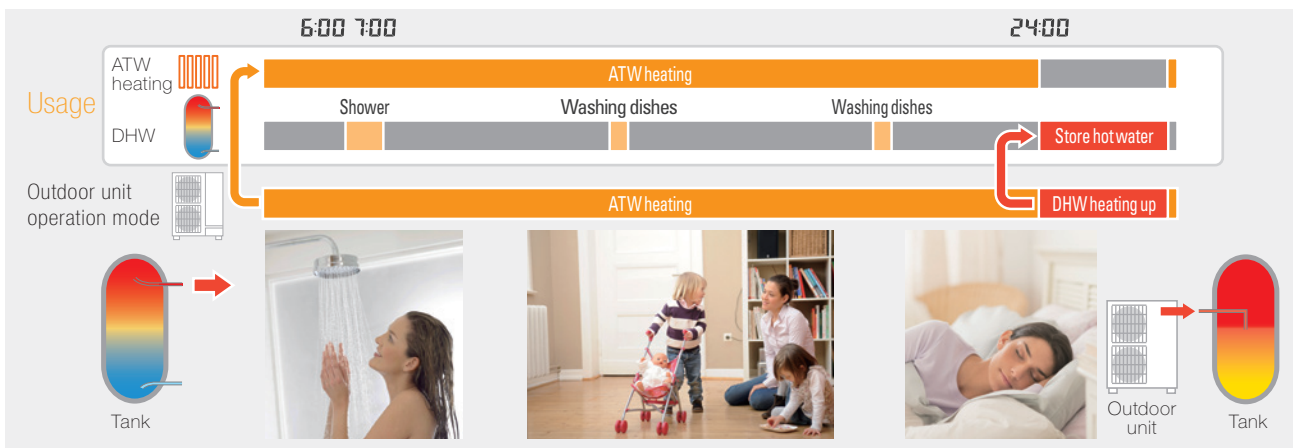 6:00 7:00 24:00
Usage
ATW
heating
ATW heating
Shower Washing dishes Washing dishes
DHW
Store hot water
Outdoor unit
operation mode
ATW heating DHW heating up
Tank
Outdoor
unit
Tank